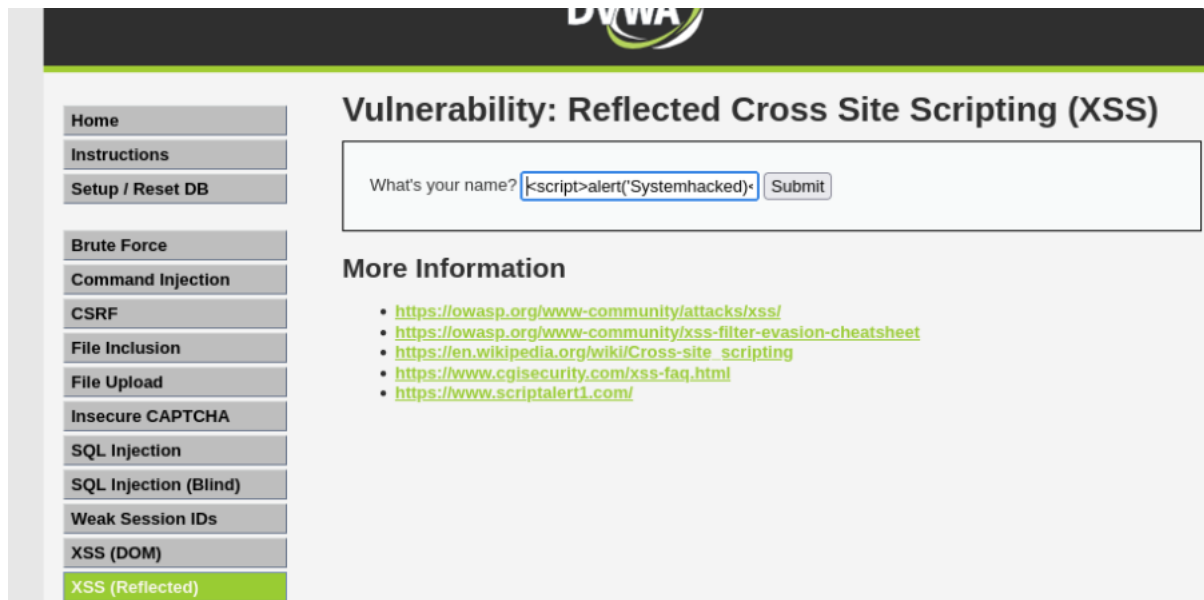 DVWA
Home
Instructions
Setup / Reset DB
Brute Force
Command Injection
CSRF
File Inclusion
File Upload
Insecure CAPTCHA
SQL Injection
SQL Injection (Blind)
Weak Session IDs
XSS (DOM)
XSS (Reflected)
Vulnerability: Reflected Cross Site Scripting (XSS)
What's your name? <script>alert('Systemhacked)< Submit
More Information
https://owasp.org/www-community/attacks/xss/
https://owasp.org/www-community/xss-filter-evasion-cheatsheet
https://en.wikipedia.org/wiki/Cross-site_scripting
https://www.cgisecurity.com/xss-faq.html
https://www.scriptalert1.com/